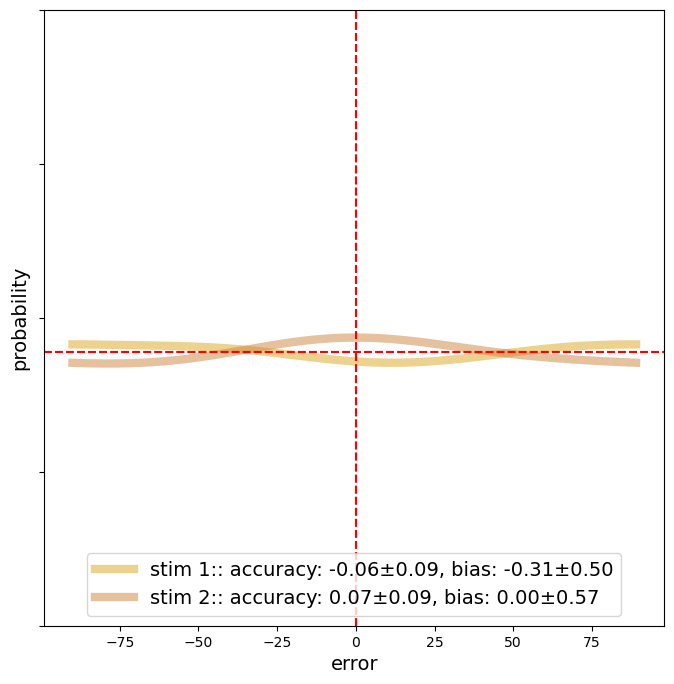 probability
stim 1:: accuracy: -0.06±0.09, bias: -0.31±0.50
stim 2:: accuracy: 0.07±0.09, bias: 0.00±0.57
−75 −50 −25 0 25 50 75
error